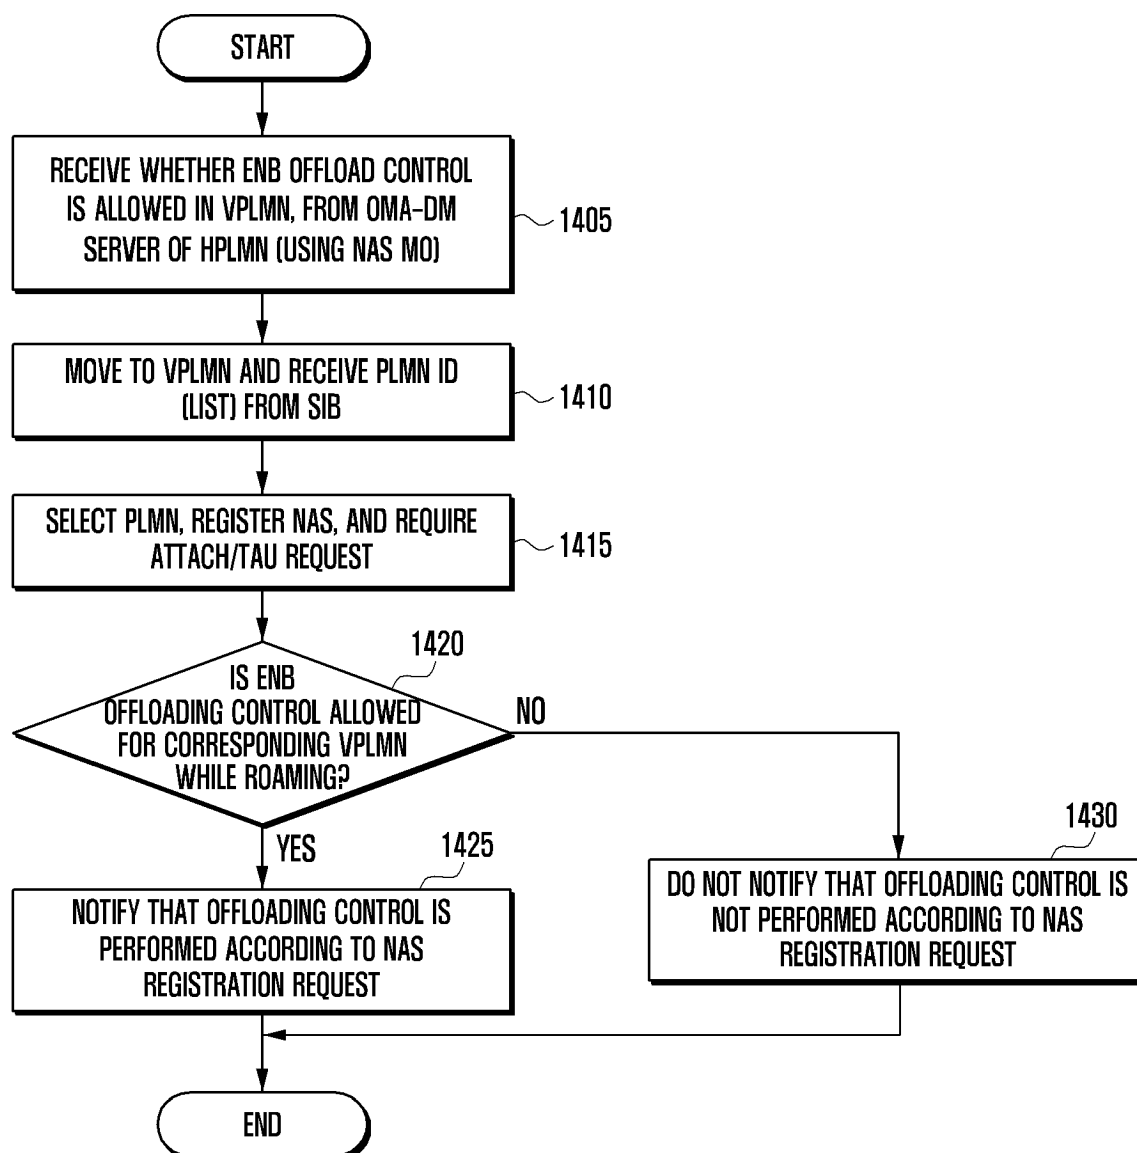 START
RECEIVE WHETHER ENB OFFLOAD CONTROL
IS ALLOWED IN VPLMN, FROM OMA-DM
SERVER OF HPLMN (USING NAS MO)
1405
MOVE TO VPLMN AND RECEIVE PLMN ID
(LIST) FROM SIB
1410
SELECT PLMN, REGISTER NAS, AND REQUIRE
ATTACH/TAU REQUEST
1415
1420
IS ENB
OFFLOADING CONTROL ALLOWED
FOR CORRESPONDING VPLMN
WHILE ROAMING?
NO
YES
1425
NOTIFY THAT OFFLOADING CONTROL IS
PERFORMED ACCORDING TO NAS
REGISTRATION REQUEST
1430
DO NOT NOTIFY THAT OFFLOADING CONTROL IS
NOT PERFORMED ACCORDING TO NAS
REGISTRATION REQUEST
END